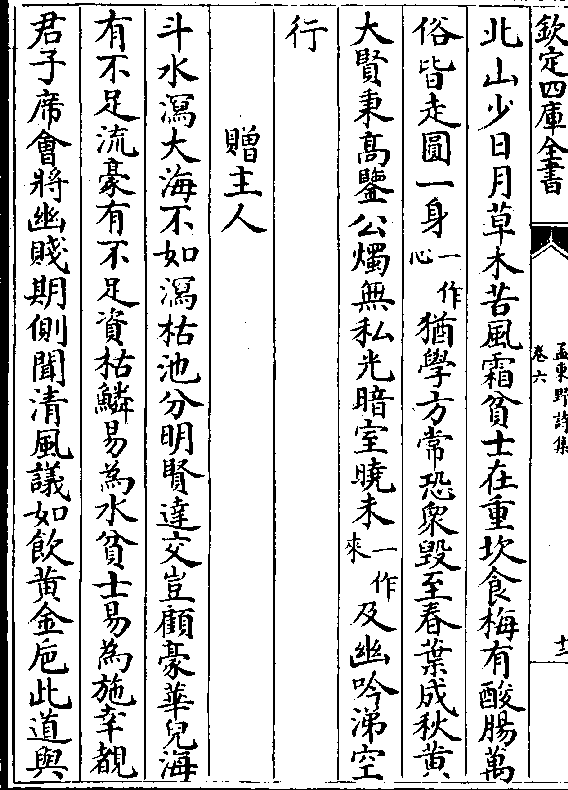 欽定四庫全書
孟東野詩集
卷六
北山少日月草木苦風霜貧士在重坎食梅有酸腸萬
俗皆走圓一身一作心猶學方常恐衆毀至春葉成秋黃
大賢秉髙鑒公燭無私光暗室曉未一作來及幽吟涕空
行
贈主人
斗水瀉大海不如瀉枯池分明賢達交豈顧豪華兒海
有不足流豪有不足資枯鱗易為水貧士易為施幸覩
君子席會將幽賤期側聞清風議如飲黃金巵此道與